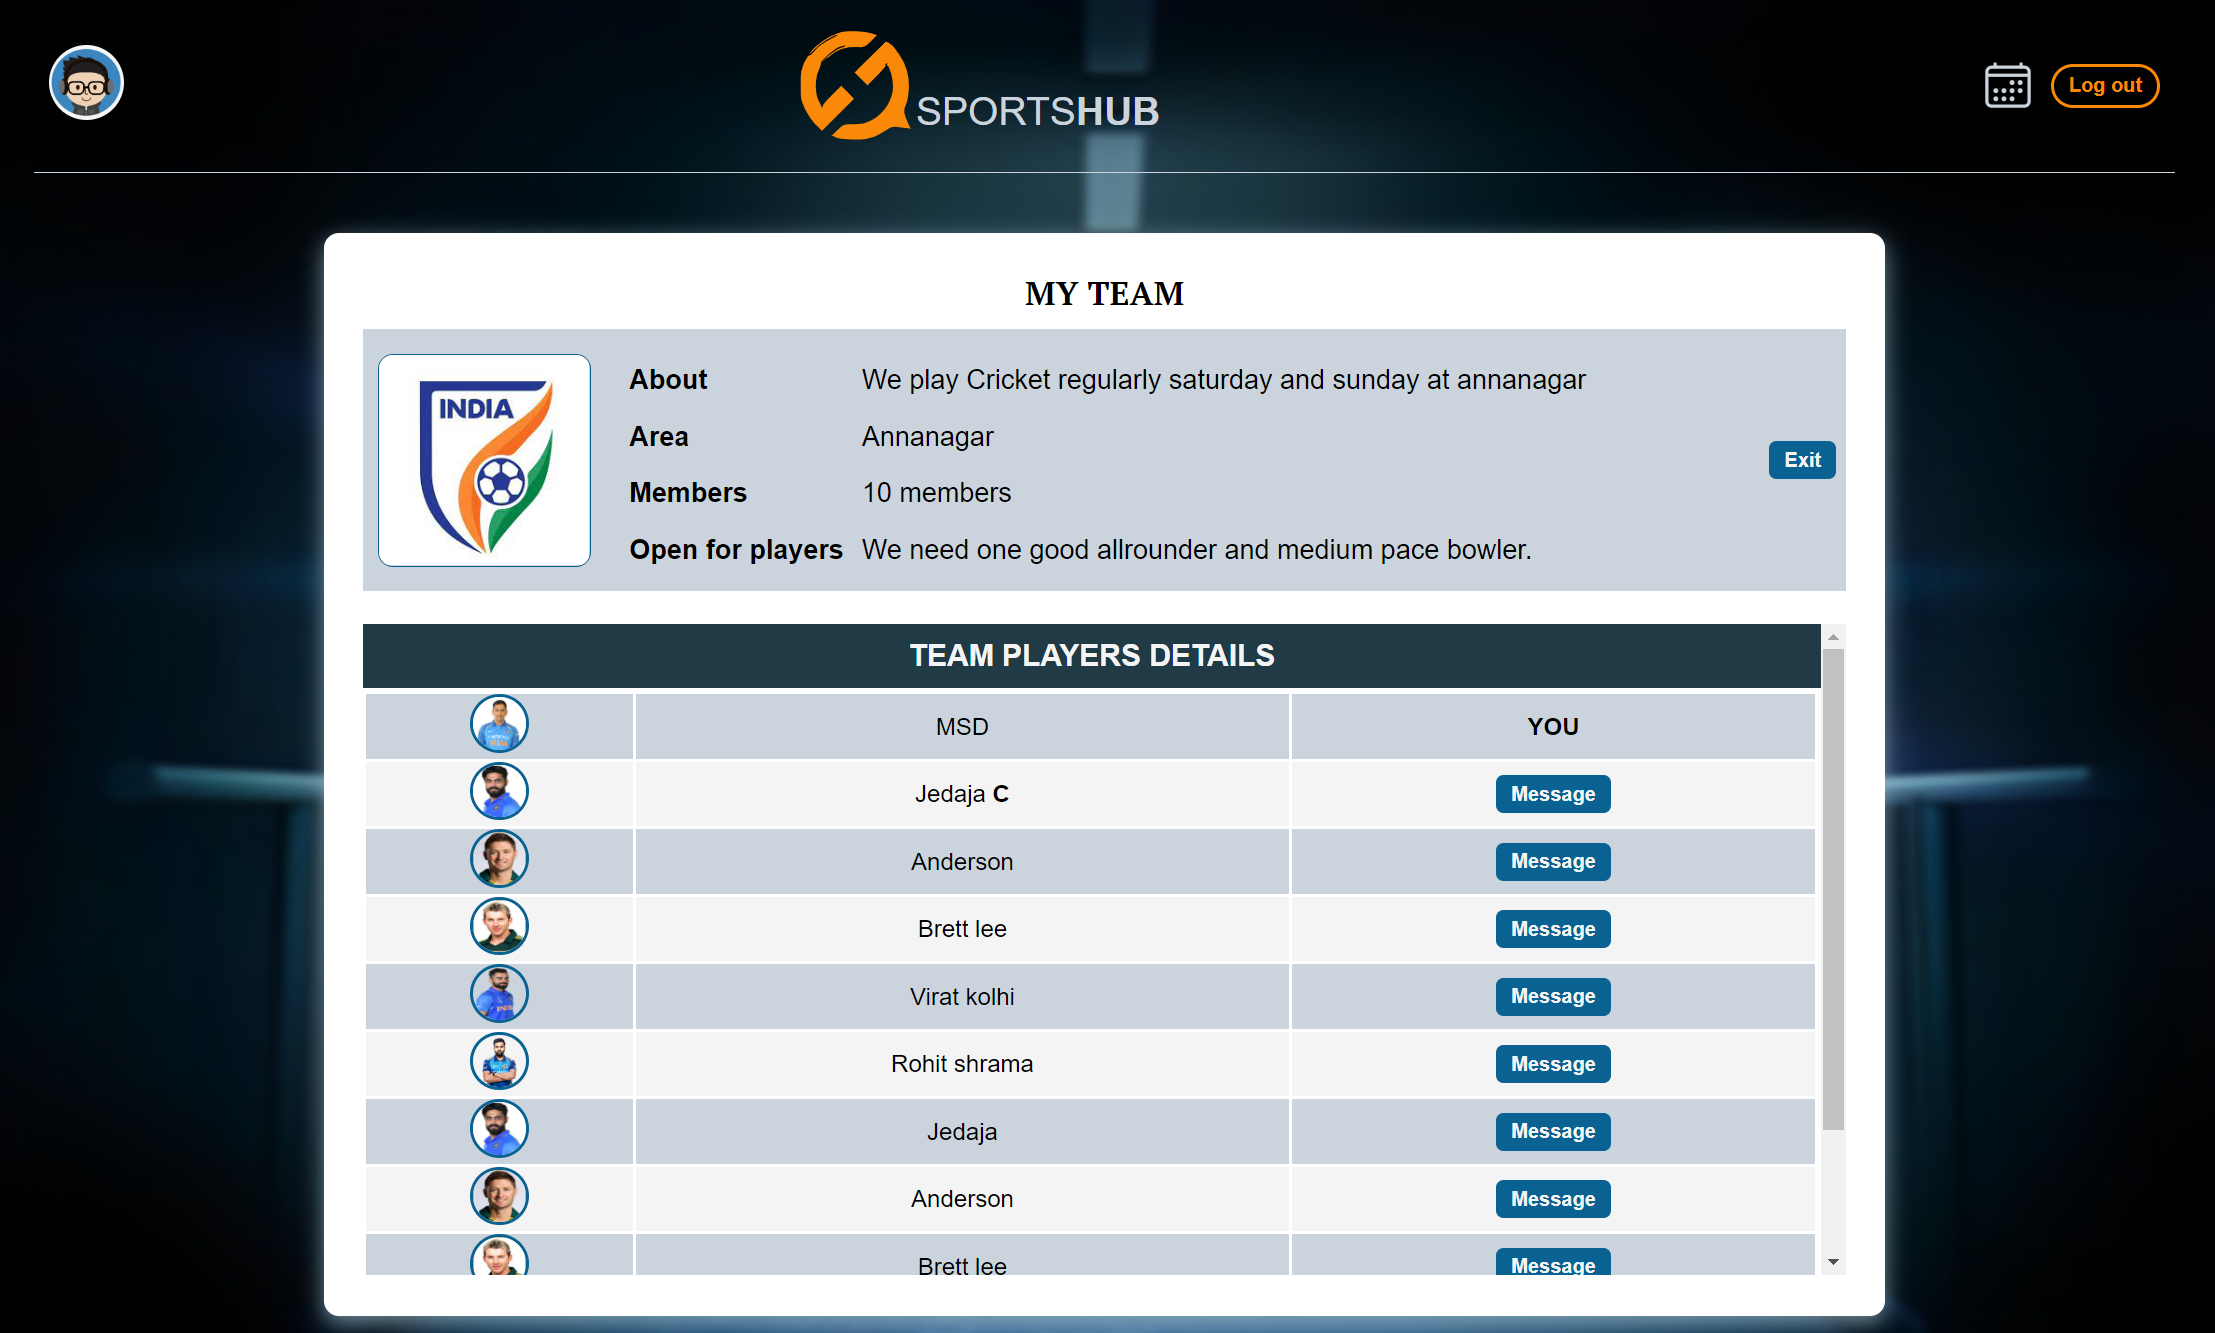 SPORTSHUB
Log out
MY TEAM
INDIA
About We play Cricket regularly saturday and sunday at annanagar
Area Annanagar
Exit
Members 10 members
Open for players We need one good allrounder and medium pace bowler.
TEAM PLAYERS DETAILS
MSD YOU
Jedaja C Message
Anderson Message
Brett lee Message
Virat kolhi Message
Rohit shrama Message
Jedaja Message
Anderson Message
Brett lee Message